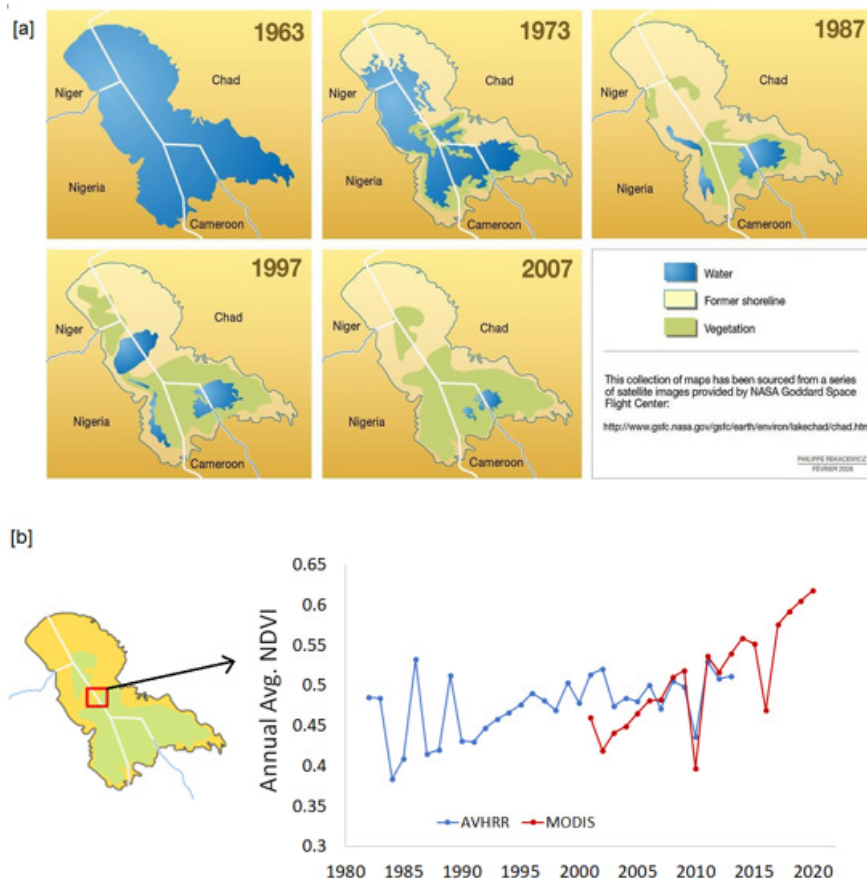 [a]
1963
Niger
Chad
Nigeria
Cameroon
1973
Niger
Chad
Nigeria
Cameroon
1987
Niger
Chad
Nigeria
Cameroon
1997
Niger
Chad
Nigeria
Cameroon
2007
Niger
Chad
Nigeria
Cameroon
Water
Former shoreline
Vegetation
This collection of maps has been sourced from a series
of satellite images provided by NASA Goddard Space
Flight Center:
http://www.gsfc.nasa.gov/gsfc/earth/environ/lakechad/chad.htm
PHILIPPE REKACEWICZ
FÉVRIER 2008
[b]
Annual Avg. NDVI
0.65
0.6
0.55
0.5
0.45
0.4
0.35
0.3
AVHRR
MODIS
1980
1985
1990
1995
2000
2005
2010
2015
2020